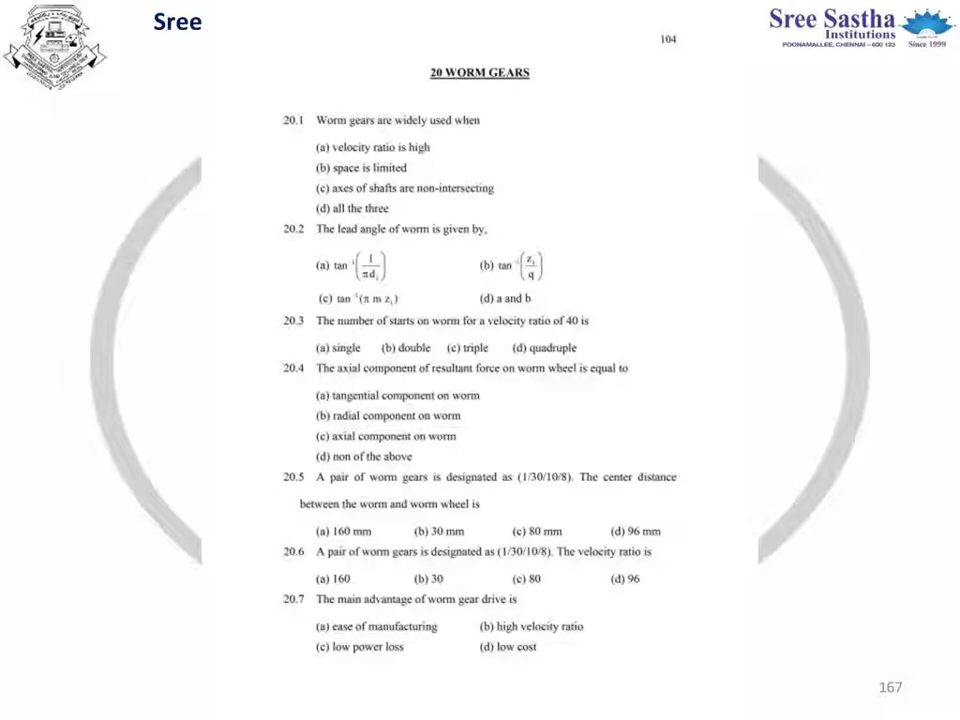 Sree
Sree Sastha
Institutions
POONAMALLEE, CHENNAI – 600 123
Since 1999
104
20 WORM GEARS
20.1 Worm gears are widely used when
(a) velocity ratio is high
(b) space is limited
(c) axes of shafts are non-intersecting
(d) all the three
20.2 The lead angle of worm is given by,
(a) tan⁻¹(l/πd₁) (b) tan⁻¹(z₁/q)
(c) tan⁻¹(π m z₁) (d) a and b
20.3 The number of starts on worm for a velocity ratio of 40 is
(a) single (b) double (c) triple (d) quadruple
20.4 The axial component of resultant force on worm wheel is equal to
(a) tangential component on worm
(b) radial component on worm
(c) axial component on worm
(d) non of the above
20.5 A pair of worm gears is designated as (1/30/10/8). The center distance
between the worm and worm wheel is
(a) 160 mm (b) 30 mm (c) 80 mm (d) 96 mm
20.6 A pair of worm gears is designated as (1/30/10/8). The velocity ratio is
(a) 160 (b) 30 (c) 80 (d) 96
20.7 The main advantage of worm gear drive is
(a) ease of manufacturing (b) high velocity ratio
(c) low power loss (d) low cost
167